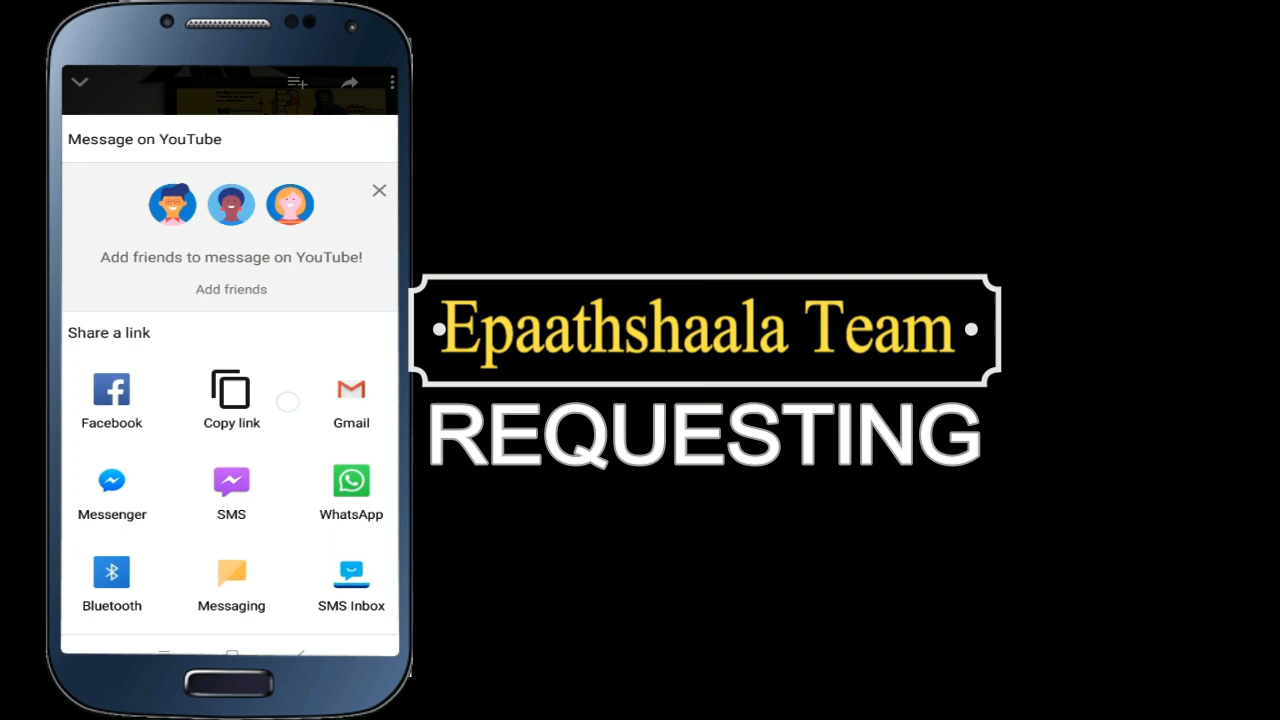 Message on YouTube
Add friends to message on YouTube!
Add friends
Share a link
Facebook
Copy link
Gmail
Messenger
SMS
WhatsApp
Bluetooth
Messaging
SMS Inbox
Epaathshaala Team
REQUESTING